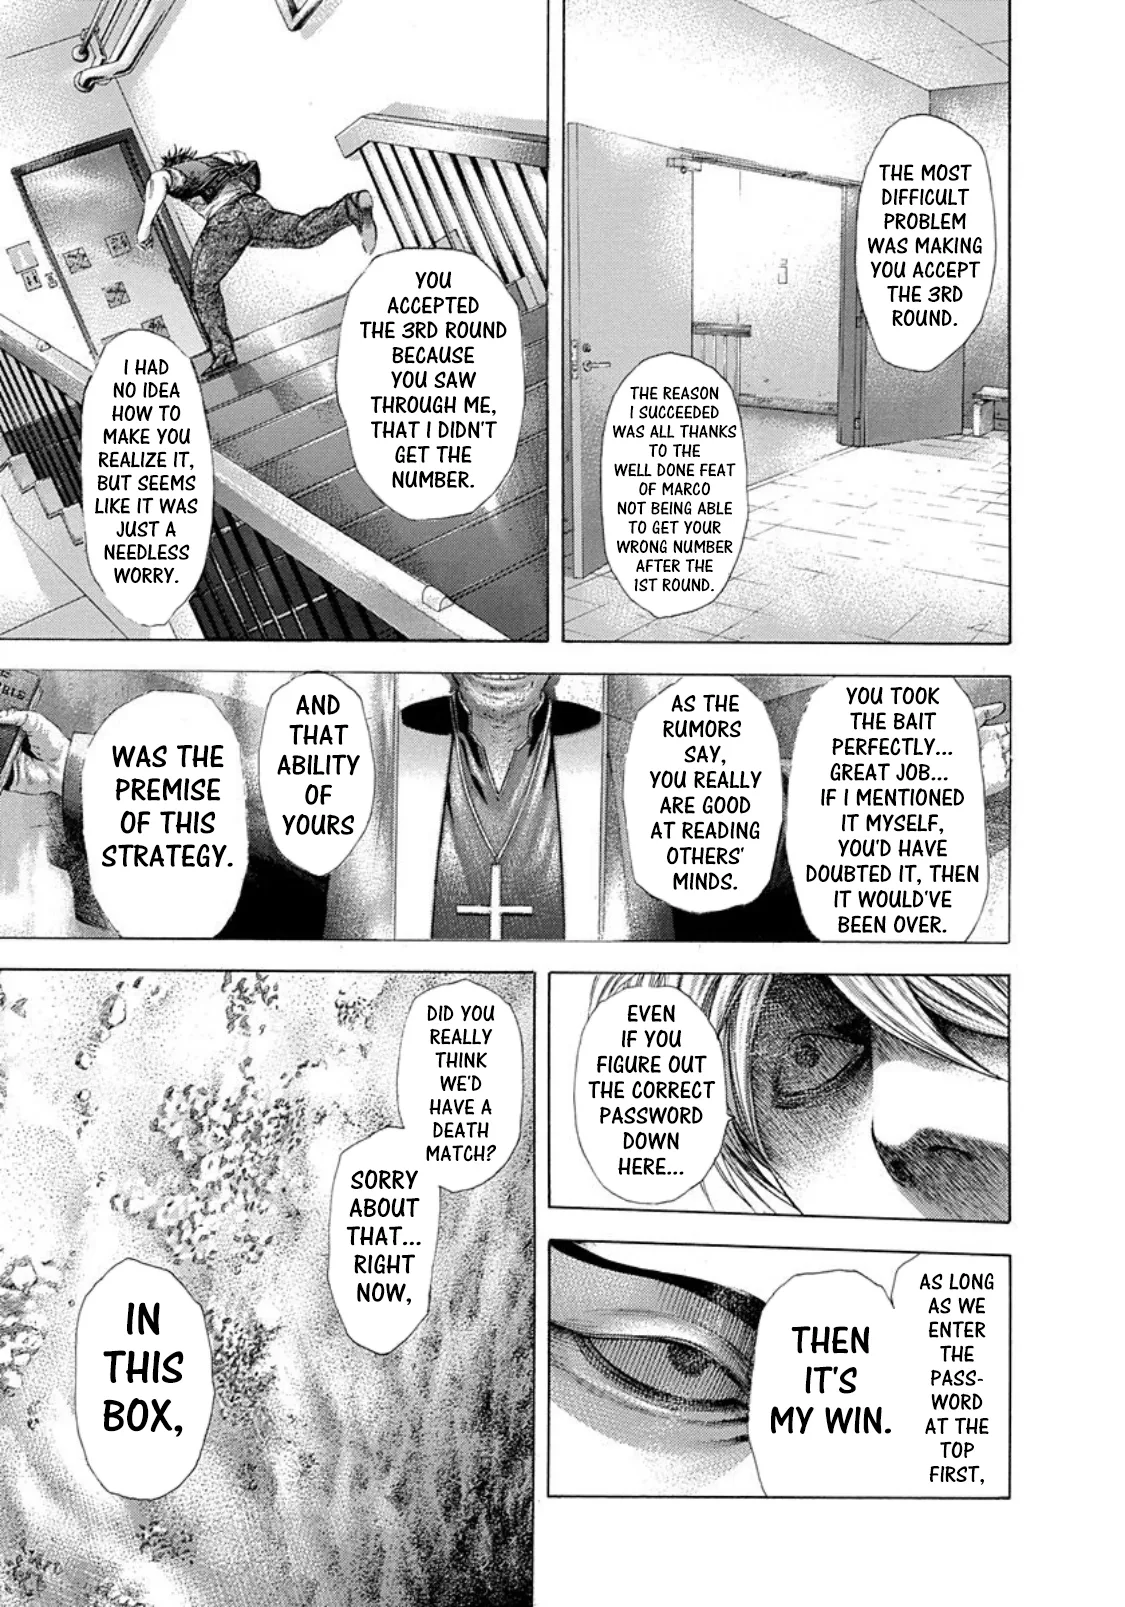 THE MOST
DIFFICULT
PROBLEM
WAS MAKING
YOU ACCEPT
THE 3RD
ROUND.
THE REASON
I SUCCEEDED
WAS ALL THANKS
TO THE
WELL DONE FEAT
OF MARCO
NOT BEING ABLE
TO GET YOUR
WRONG NUMBER
AFTER THE
1ST ROUND.
YOU
ACCEPTED
THE 3RD ROUND
BECAUSE
YOU SAW
THROUGH ME,
THAT I DIDN'T
GET THE
NUMBER.
I HAD
NO IDEA
HOW TO
MAKE YOU
REALIZE IT,
BUT SEEMS
LIKE IT WAS
JUST A
NEEDLESS
WORRY.
YOU TOOK
THE BAIT
PERFECTLY...
GREAT JOB...
IF I MENTIONED
IT MYSELF,
YOU'D HAVE
DOUBTED IT, THEN
IT WOULD'VE
BEEN OVER.
AS THE
RUMORS
SAY,
YOU REALLY
ARE GOOD
AT READING
OTHERS'
MINDS.
AND
THAT
ABILITY
OF
YOURS
WAS THE
PREMISE
OF THIS
STRATEGY.
EVEN
IF YOU
FIGURE OUT
THE CORRECT
PASSWORD
DOWN
HERE...
AS LONG
AS WE
ENTER
THE
PASS-
WORD
AT THE
TOP
FIRST,
THEN
IT'S
MY WIN.
DID YOU
REALLY
THINK
WE'D
HAVE A
DEATH
MATCH?
SORRY
ABOUT
THAT...
RIGHT
NOW,
IN
THIS
BOX,